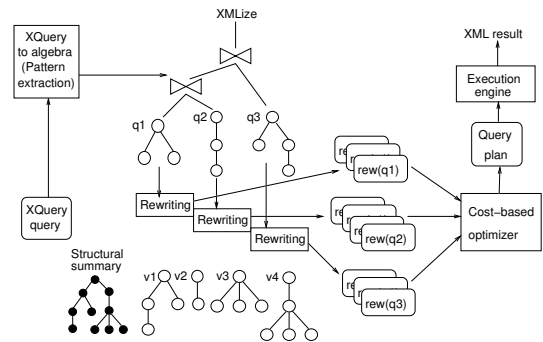 XMLize
XQuery
to algebra
(Pattern
extraction)
XML result
Execution
engine
q1
q2
q3
Query
plan
rew(q1)
XQuery
query
Rewriting
Rewriting
Rewriting
rew(q2)
Cost-based
optimizer
Structural
summary
v1
v2
v3
v4
rew(q3)